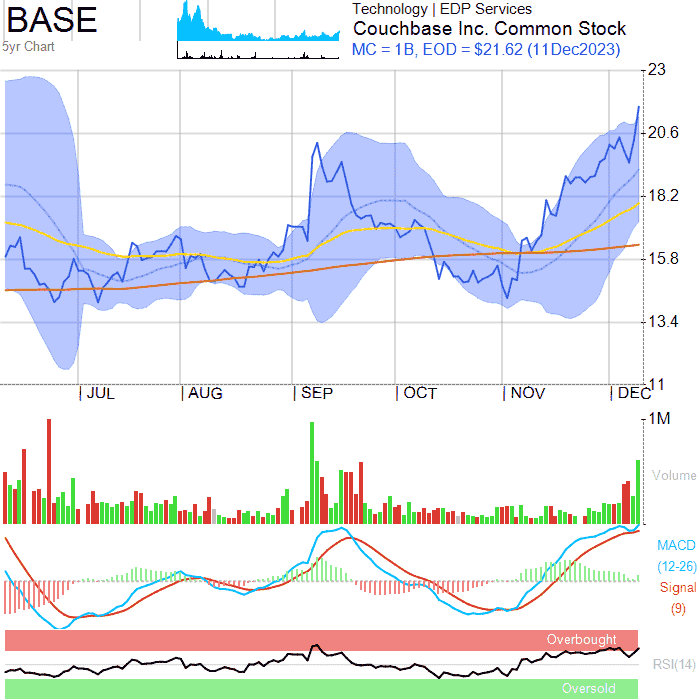 BASE
5yr Chart
Technology | EDP Services
Couchbase Inc. Common Stock
MC = 1B, EOD = $21.62 (11Dec2023)
23
20.6
18.2
15.8
13.4
11
| JUL | AUG | SEP | OCT | NOV | DEC
1M
Volume
MACD
(12-26)
Signal
(9)
Overbought
RSI(14)
Oversold